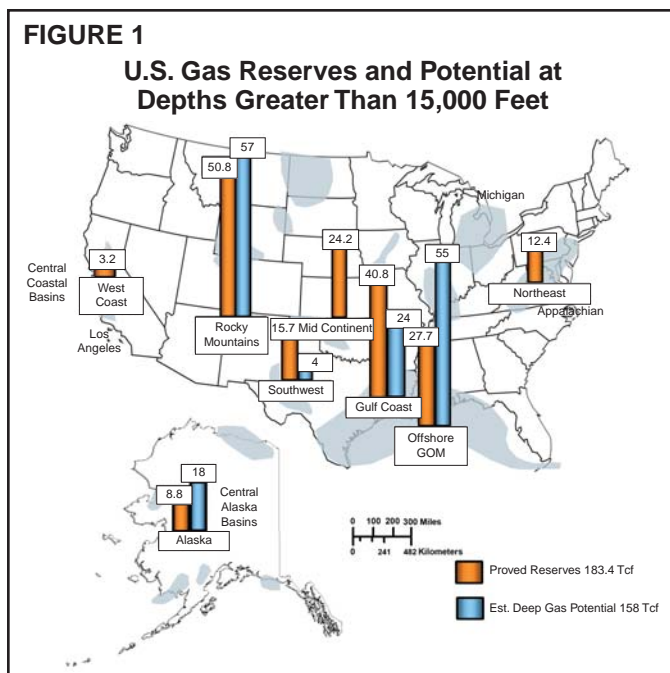 FIGURE 1
U.S. Gas Reserves and Potential at
Depths Greater Than 15,000 Feet
57
50.8
Michigan
24.2
12.4
3.2
40.8
55
Central
Coastal
Basins
West
Coast
Northeast
Appalachian
24
Los
Angeles
Rocky
Mountains
15.7 Mid Continent
27.7
4
Southwest
Gulf Coast
Offshore
GOM
18
8.8
Central
Alaska
Basins
Alaska
0 100 200 300 Miles
0 241 482 Kilometers
Proved Reserves 183.4 Tcf
Est. Deep Gas Potential 158 Tcf